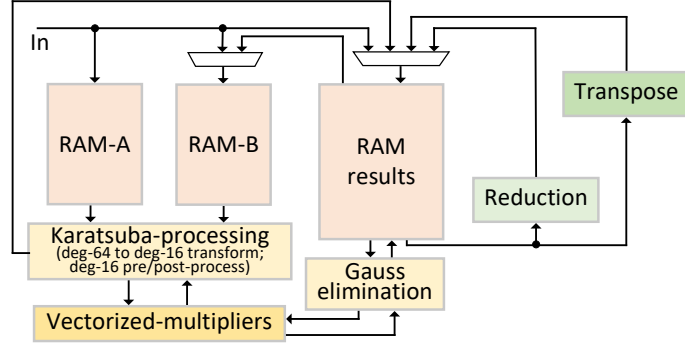 In
RAM-A
RAM-B
RAM
results
Transpose
Reduction
Karatsuba-processing
(deg-64 to deg-16 transform;
deg-16 pre/post-process)
Gauss
elimination
Vectorized-multipliers